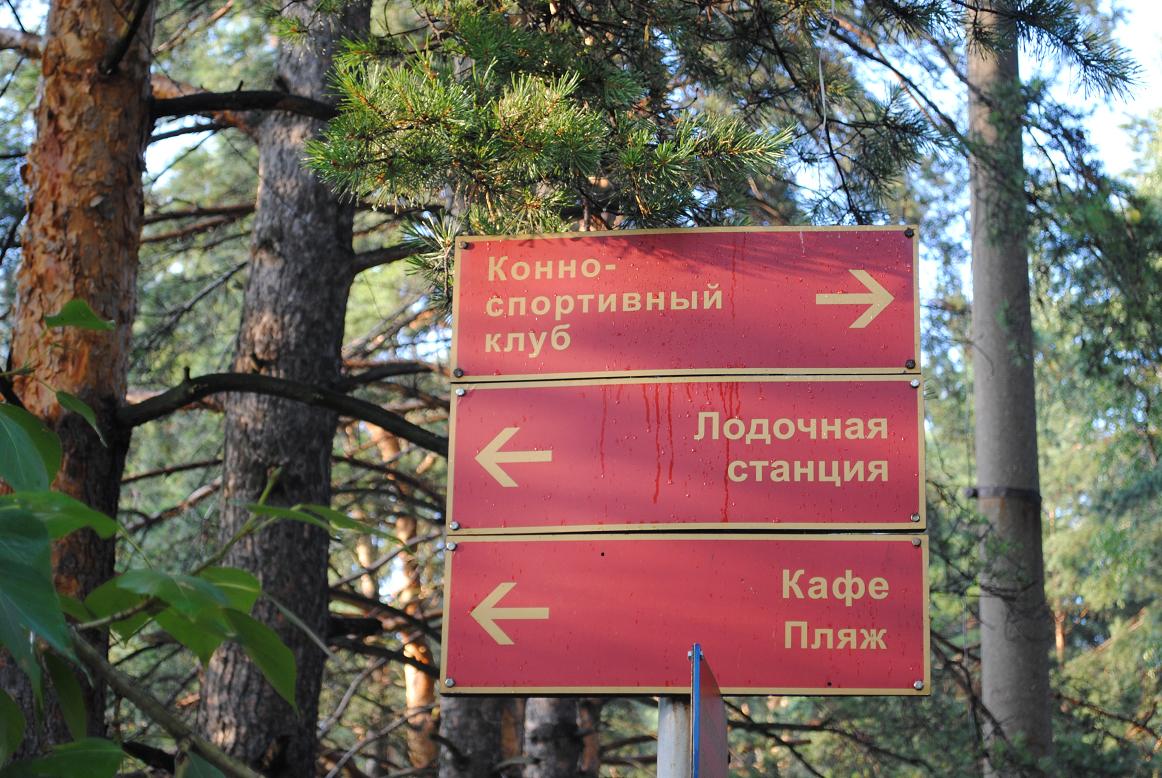 Конно-
спортивный
клуб
Лодочная
станция
Кафе
Пляж